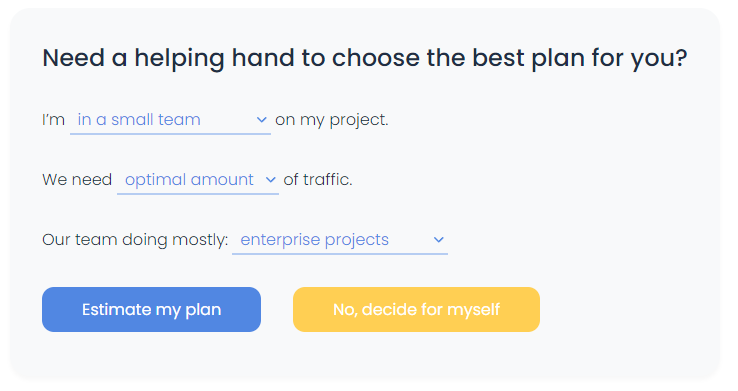 Need a helping hand to choose the best plan for you?
I'm in a small team on my project.
We need optimal amount of traffic.
Our team doing mostly: enterprise projects
Estimate my plan No, decide for myself